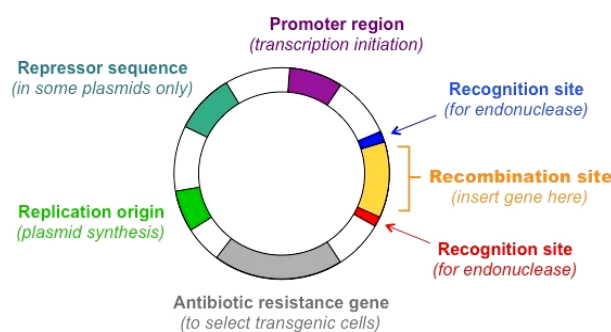 Promoter region
(transcription initiation)
Repressor sequence
(in some plasmids only)
Recognition site
(for endonuclease)
Recombination site
(insert gene here)
Replication origin
(plasmid synthesis)
Recognition site
(for endonuclease)
Antibiotic resistance gene
(to select transgenic cells)